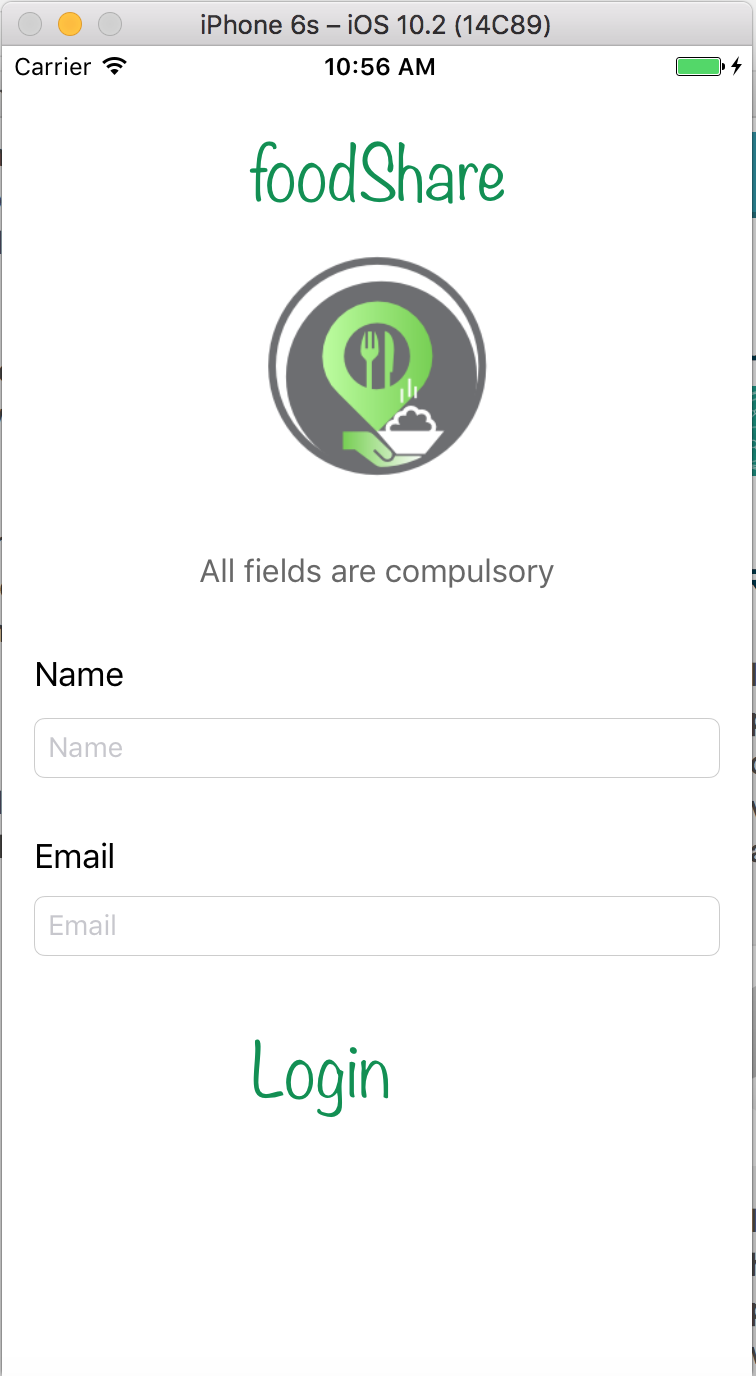 iPhone 6s – iOS 10.2 (14C89)
Carrier 10:56 AM
foodShare
All fields are compulsory
Name
Name
Email
Email
Login